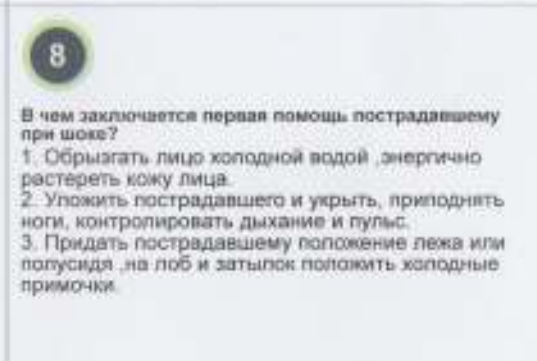 8
В чем заключается первая помощь пострадавшему
при шоке?
1. Обрызгать лицо холодной водой ,энергично
растереть кожу лица.
2. Уложить пострадавшего и укрыть, приподнять
ноги, контролировать дыхание и пульс.
3. Придать пострадавшему положение лежа или
полусидя ,на лоб и затылок положить холодные
примочки.